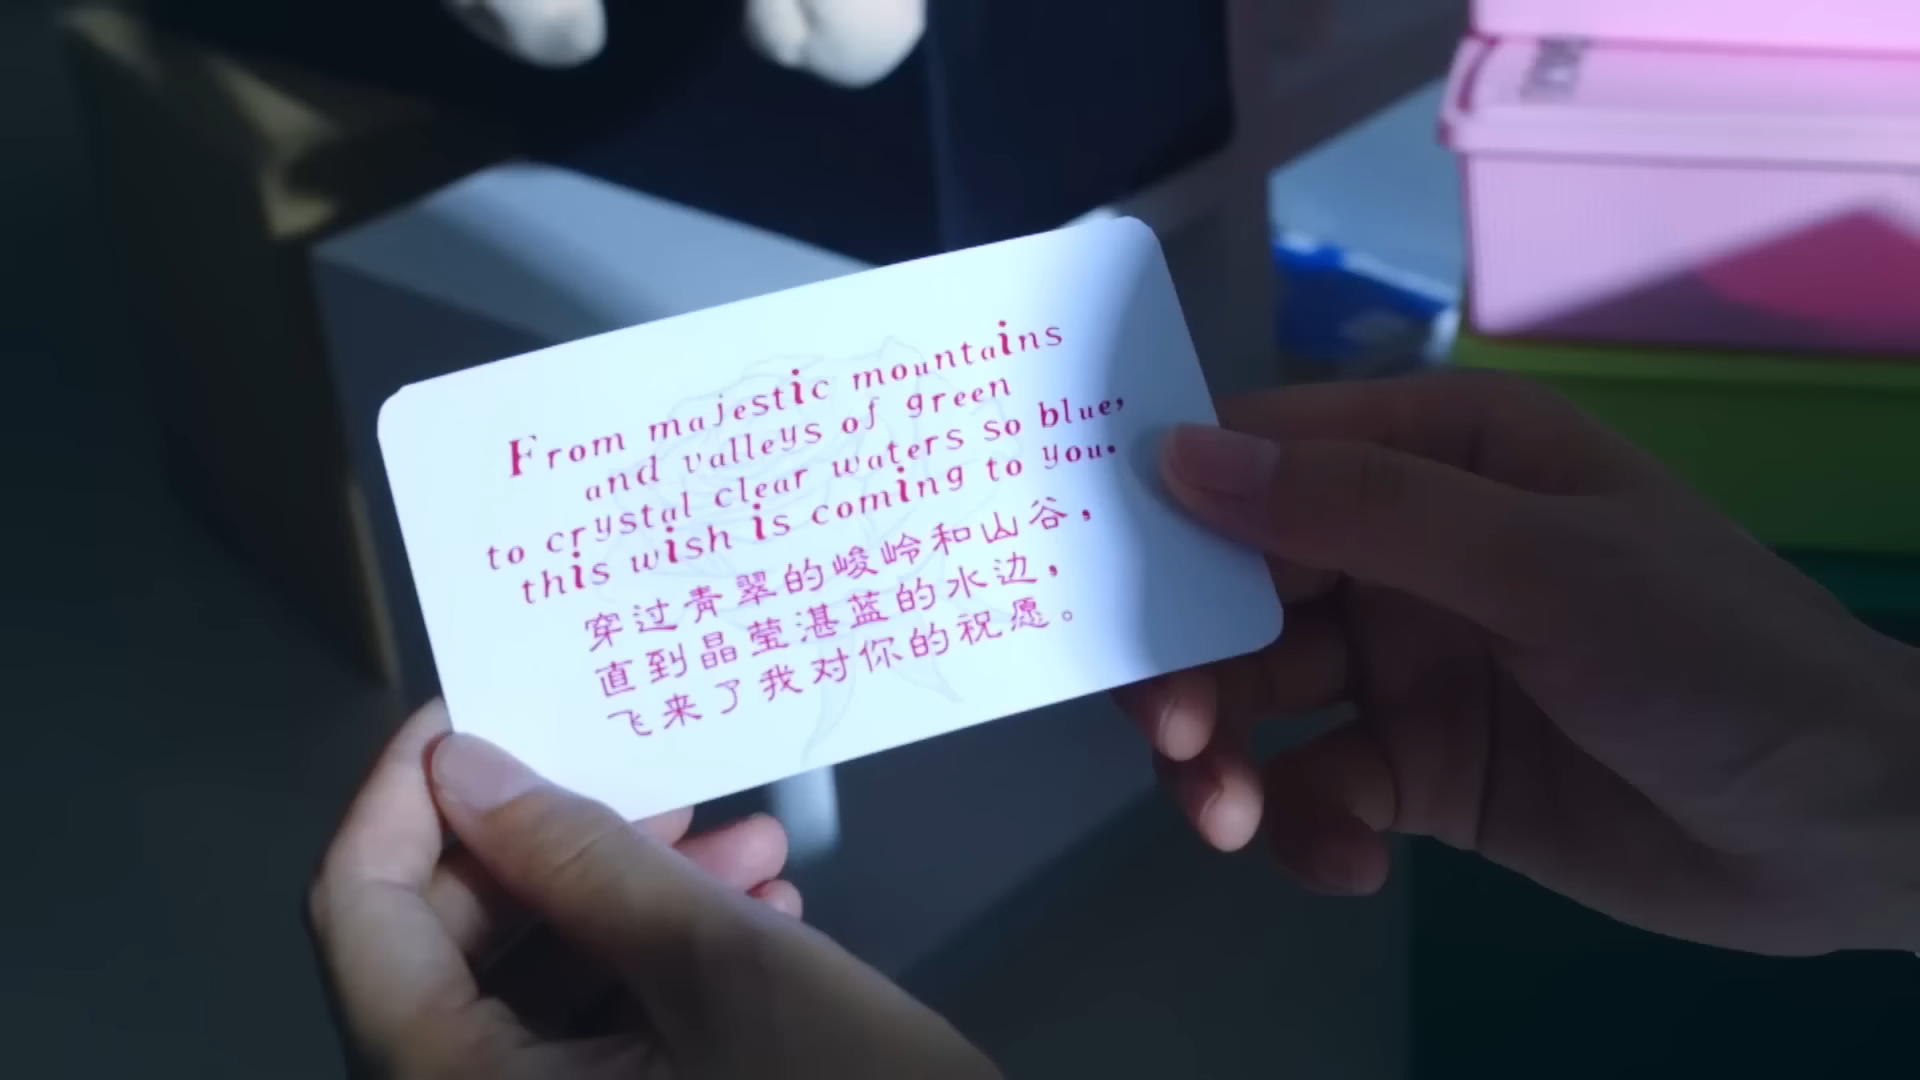 From majestic mountains
and valleys of green
to crystal clear waters so blue,
this wish is coming to you.
穿过青翠的峻岭和山谷，
直到晶莹湛蓝的水边，
飞来了我对你的祝愿。